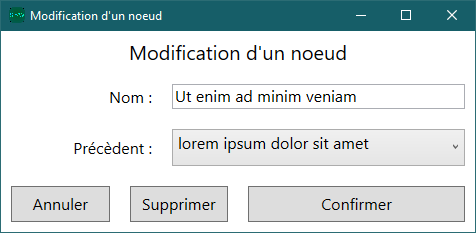 Modification d'un noeud
Modification d'un noeud
Nom :
Ut enim ad minim veniam
Précèdent :
lorem ipsum dolor sit amet
Annuler
Supprimer
Confirmer